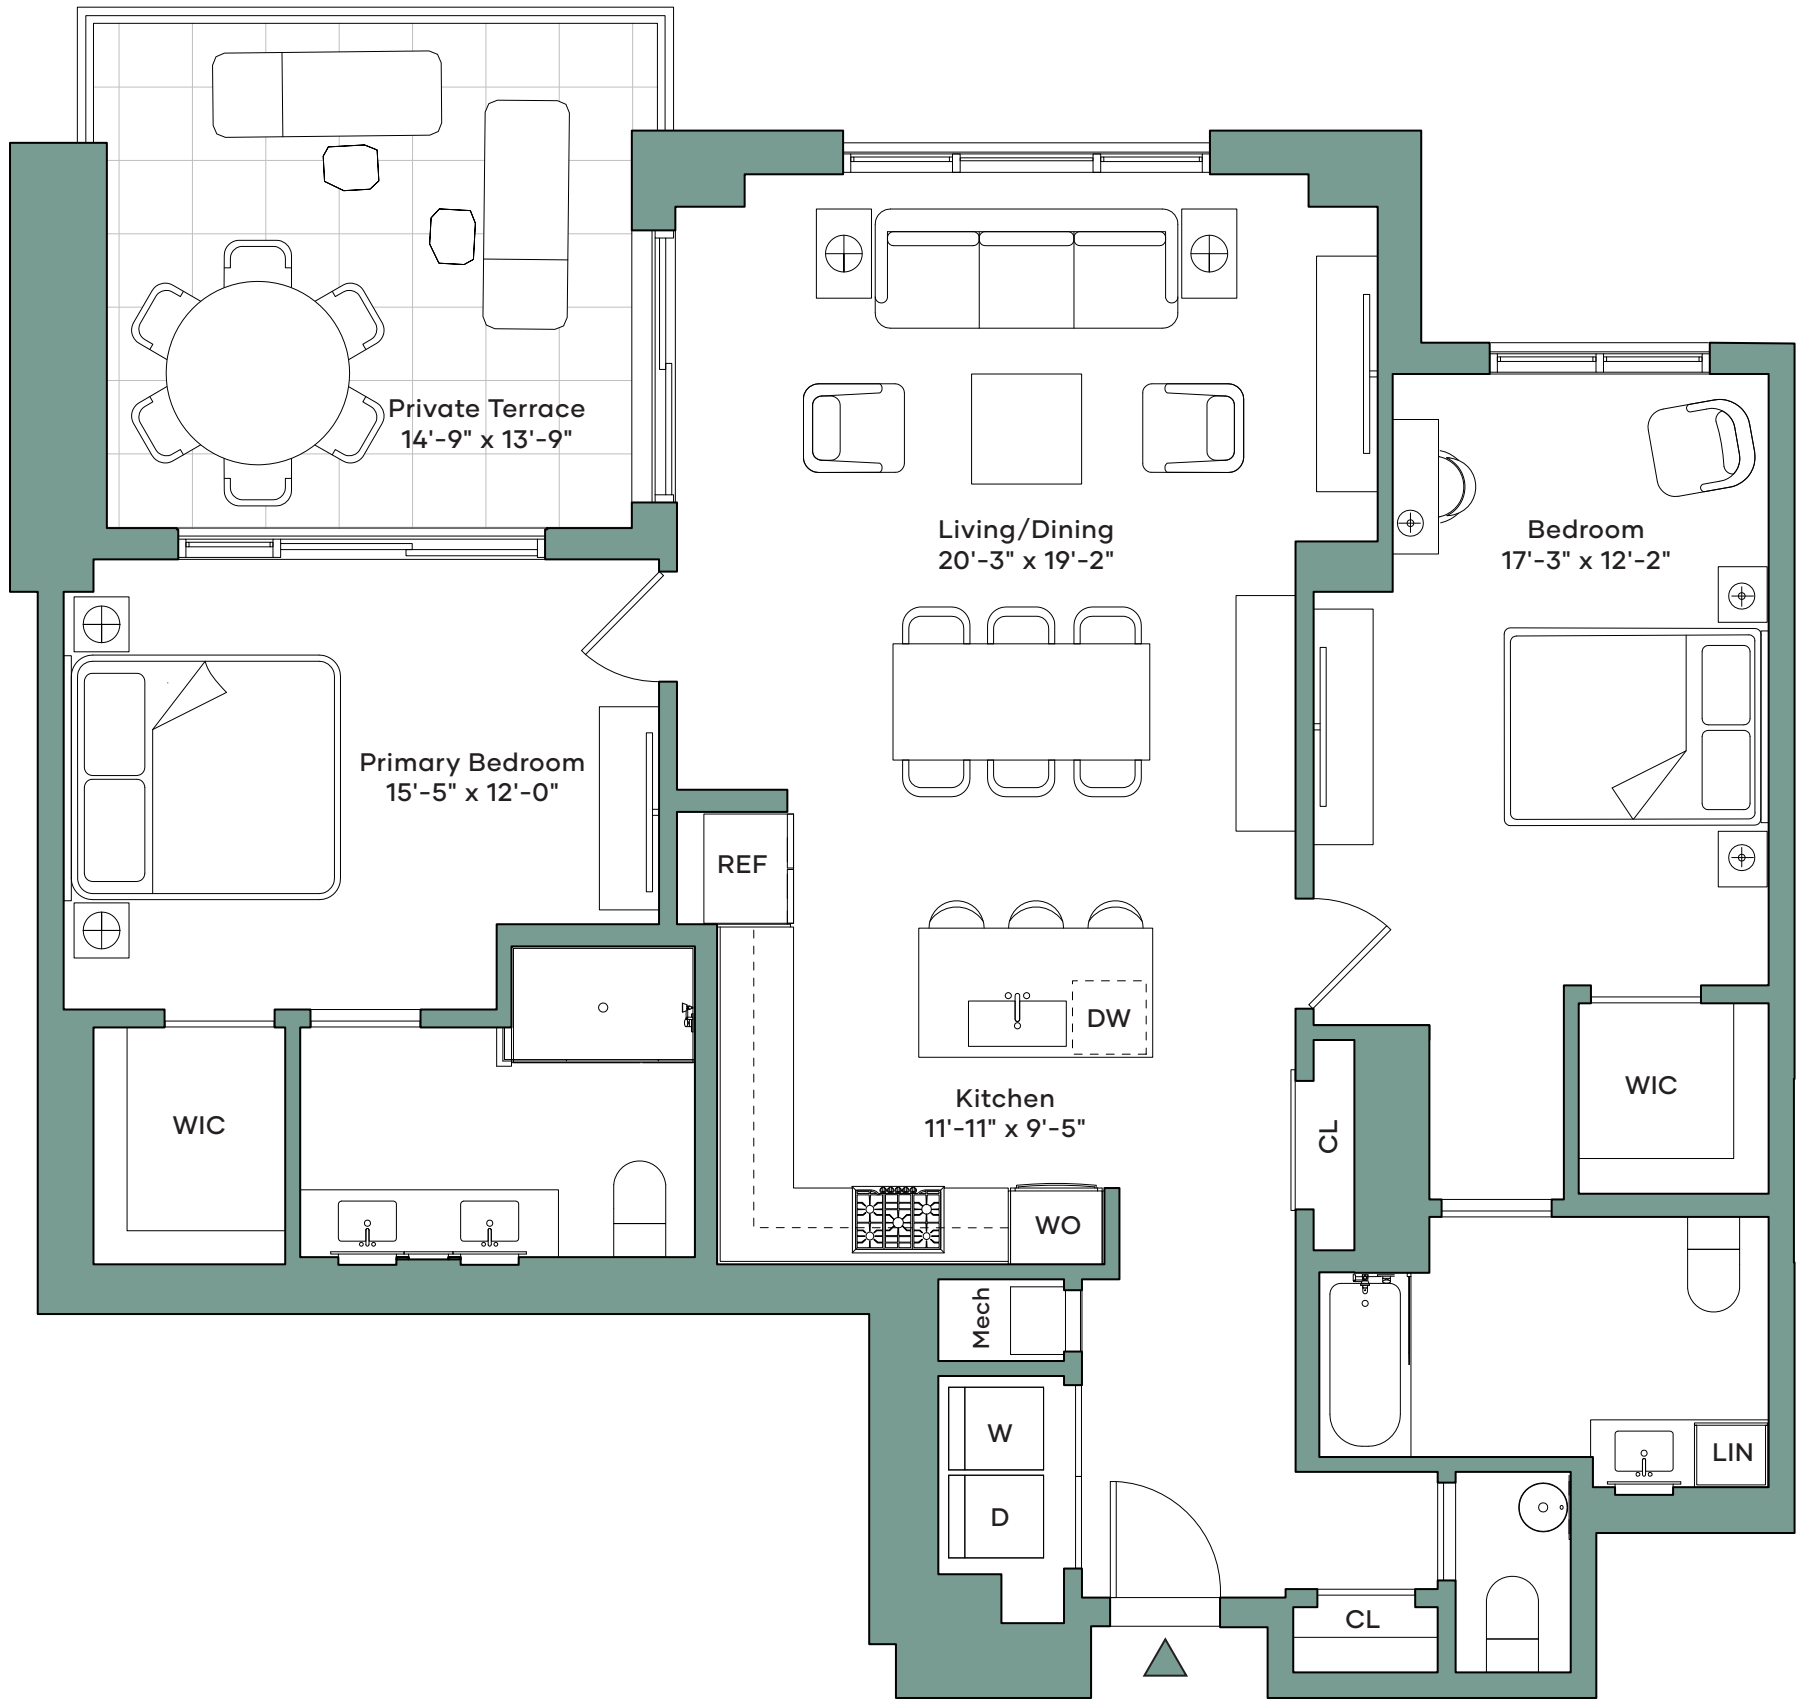 Private Terrace
14'-9" x 13'-9"
Living/Dining
20'-3" x 19'-2"
Bedroom
17'-3" x 12'-2"
Primary Bedroom
15'-5" x 12'-0"
REF
DW
Kitchen
11'-11" x 9'-5"
WIC
CL
WIC
WO
Mech
W
D
LIN
CL